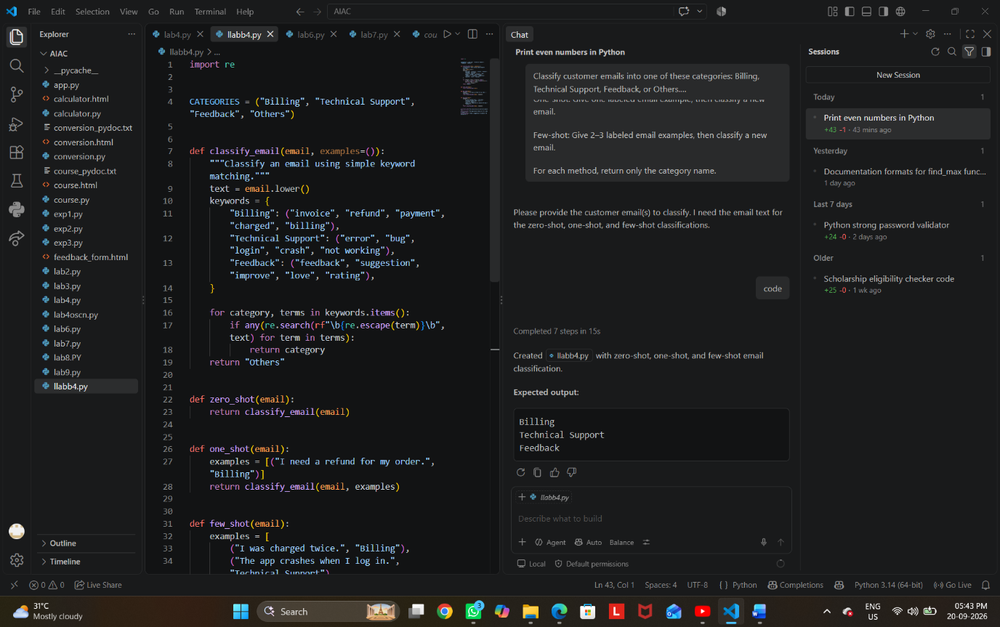 File Edit Selection View Go Run Terminal Help
AIAC
Explorer
AIAC
__pycache__
app.py
calculator.html
calculator.py
conversion_pydoc.txt
conversion.html
conversion.py
course_pydoc.txt
course.html
course.py
exp1.py
exp2.py
exp3.py
feedback_form.html
lab2.py
lab3.py
lab4.py
lab4oscn.py
lab6.py
lab7.py
lab8.PY
lab9.py
llabb4.py
Outline
Timeline
lab4.py llabb4.py lab6.py lab7.py cou
llabb4.py > ...
1 import re
2
3
4 CATEGORIES = ("Billing", "Technical Support",
"Feedback", "Others")
5
6
7 def classify_email(email, examples=()):
8 """Classify an email using simple keyword
matching."""
9 text = email.lower()
10 keywords = {
11 "Billing": ("invoice", "refund", "payment",
"charged", "billing"),
12 "Technical Support": ("error", "bug",
"login", "crash", "not working"),
13 "Feedback": ("feedback", "suggestion",
"improve", "love", "rating"),
14 }
15
16 for category, terms in keywords.items():
17 if any(re.search(rf"\b{re.escape(term)}\b",
text) for term in terms):
18 return category
19 return "Others"
20
21
22 def zero_shot(email):
23 return classify_email(email)
24
25
26 def one_shot(email):
27 examples = [("I need a refund for my order.",
"Billing")]
28 return classify_email(email, examples)
29
30
31 def few_shot(email):
32 examples = [
33 ("I was charged twice.", "Billing"),
34 ("The app crashes when I log in.",
"Technical Support")
Chat
Print even numbers in Python
Classify customer emails into one of these categories: Billing,
Technical Support, Feedback, or Others....
One-shot: Give one labeled email example, then classify a new
email.
Few-shot: Give 2–3 labeled email examples, then classify a new
email.
For each method, return only the category name.
Please provide the customer email(s) to classify. I need the email text for
the zero-shot, one-shot, and few-shot classifications.
code
Completed 7 steps in 15s
Created llabb4.py with zero-shot, one-shot, and few-shot email
classification.
Expected output:
Billing
Technical Support
Feedback
llabb4.py
Describe what to build
Agent Auto Balance
Local Default permissions
Sessions
New Session
Today 1
Print even numbers in Python
+43 -1 · 43 mins ago
Yesterday 1
Documentation formats for find_max func...
1 day ago
Last 7 days 1
Python strong password validator
+24 -0 · 2 days ago
Older 1
Scholarship eligibility checker code
+25 -0 · 1 wk ago
0 0 Live Share Ln 43, Col 1 Spaces: 4 UTF-8 { } Python Completions Python 3.14 (64-bit) Go Live
31°C
Mostly cloudy
Search
3
L
W
ENG
US
05:43 PM
20-09-2026